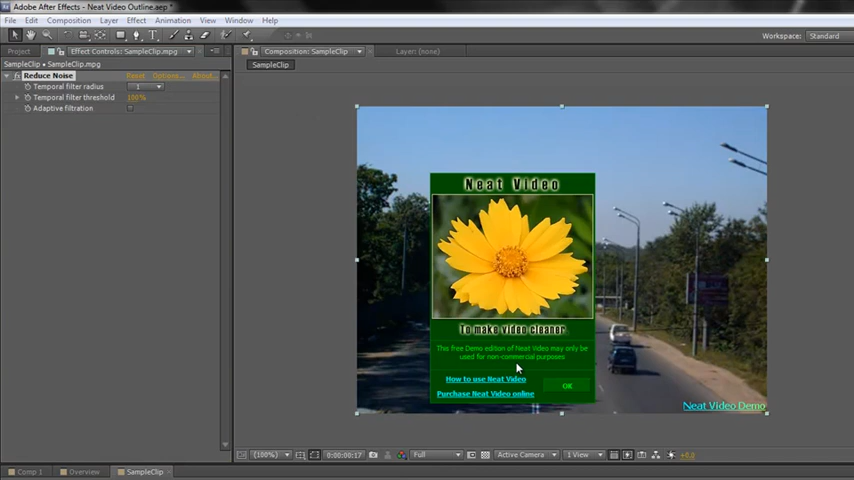 Adobe After Effects - Neat Video Outline.aep *
File Edit Composition Layer Effect Animation View Window Help
Workspace: Standard
Project Effect Controls: SampleClip.mpg Composition: SampleClip Layer: (none)
SampleClip • SampleClip.mpg
SampleClip
Reduce Noise Reset Options... About...
Temporal filter radius 1
Temporal filter threshold 100%
Adaptive filtration
Neat Video
To make video cleaner.
This free Demo edition of Neat Video may only be
used for non-commercial purposes
How to use Neat Video
OK
Purchase Neat Video online
Neat Video Demo
(100%) 0:00:00:17 Full Active Camera 1 View +0.0
Comp 1 Overview SampleClip